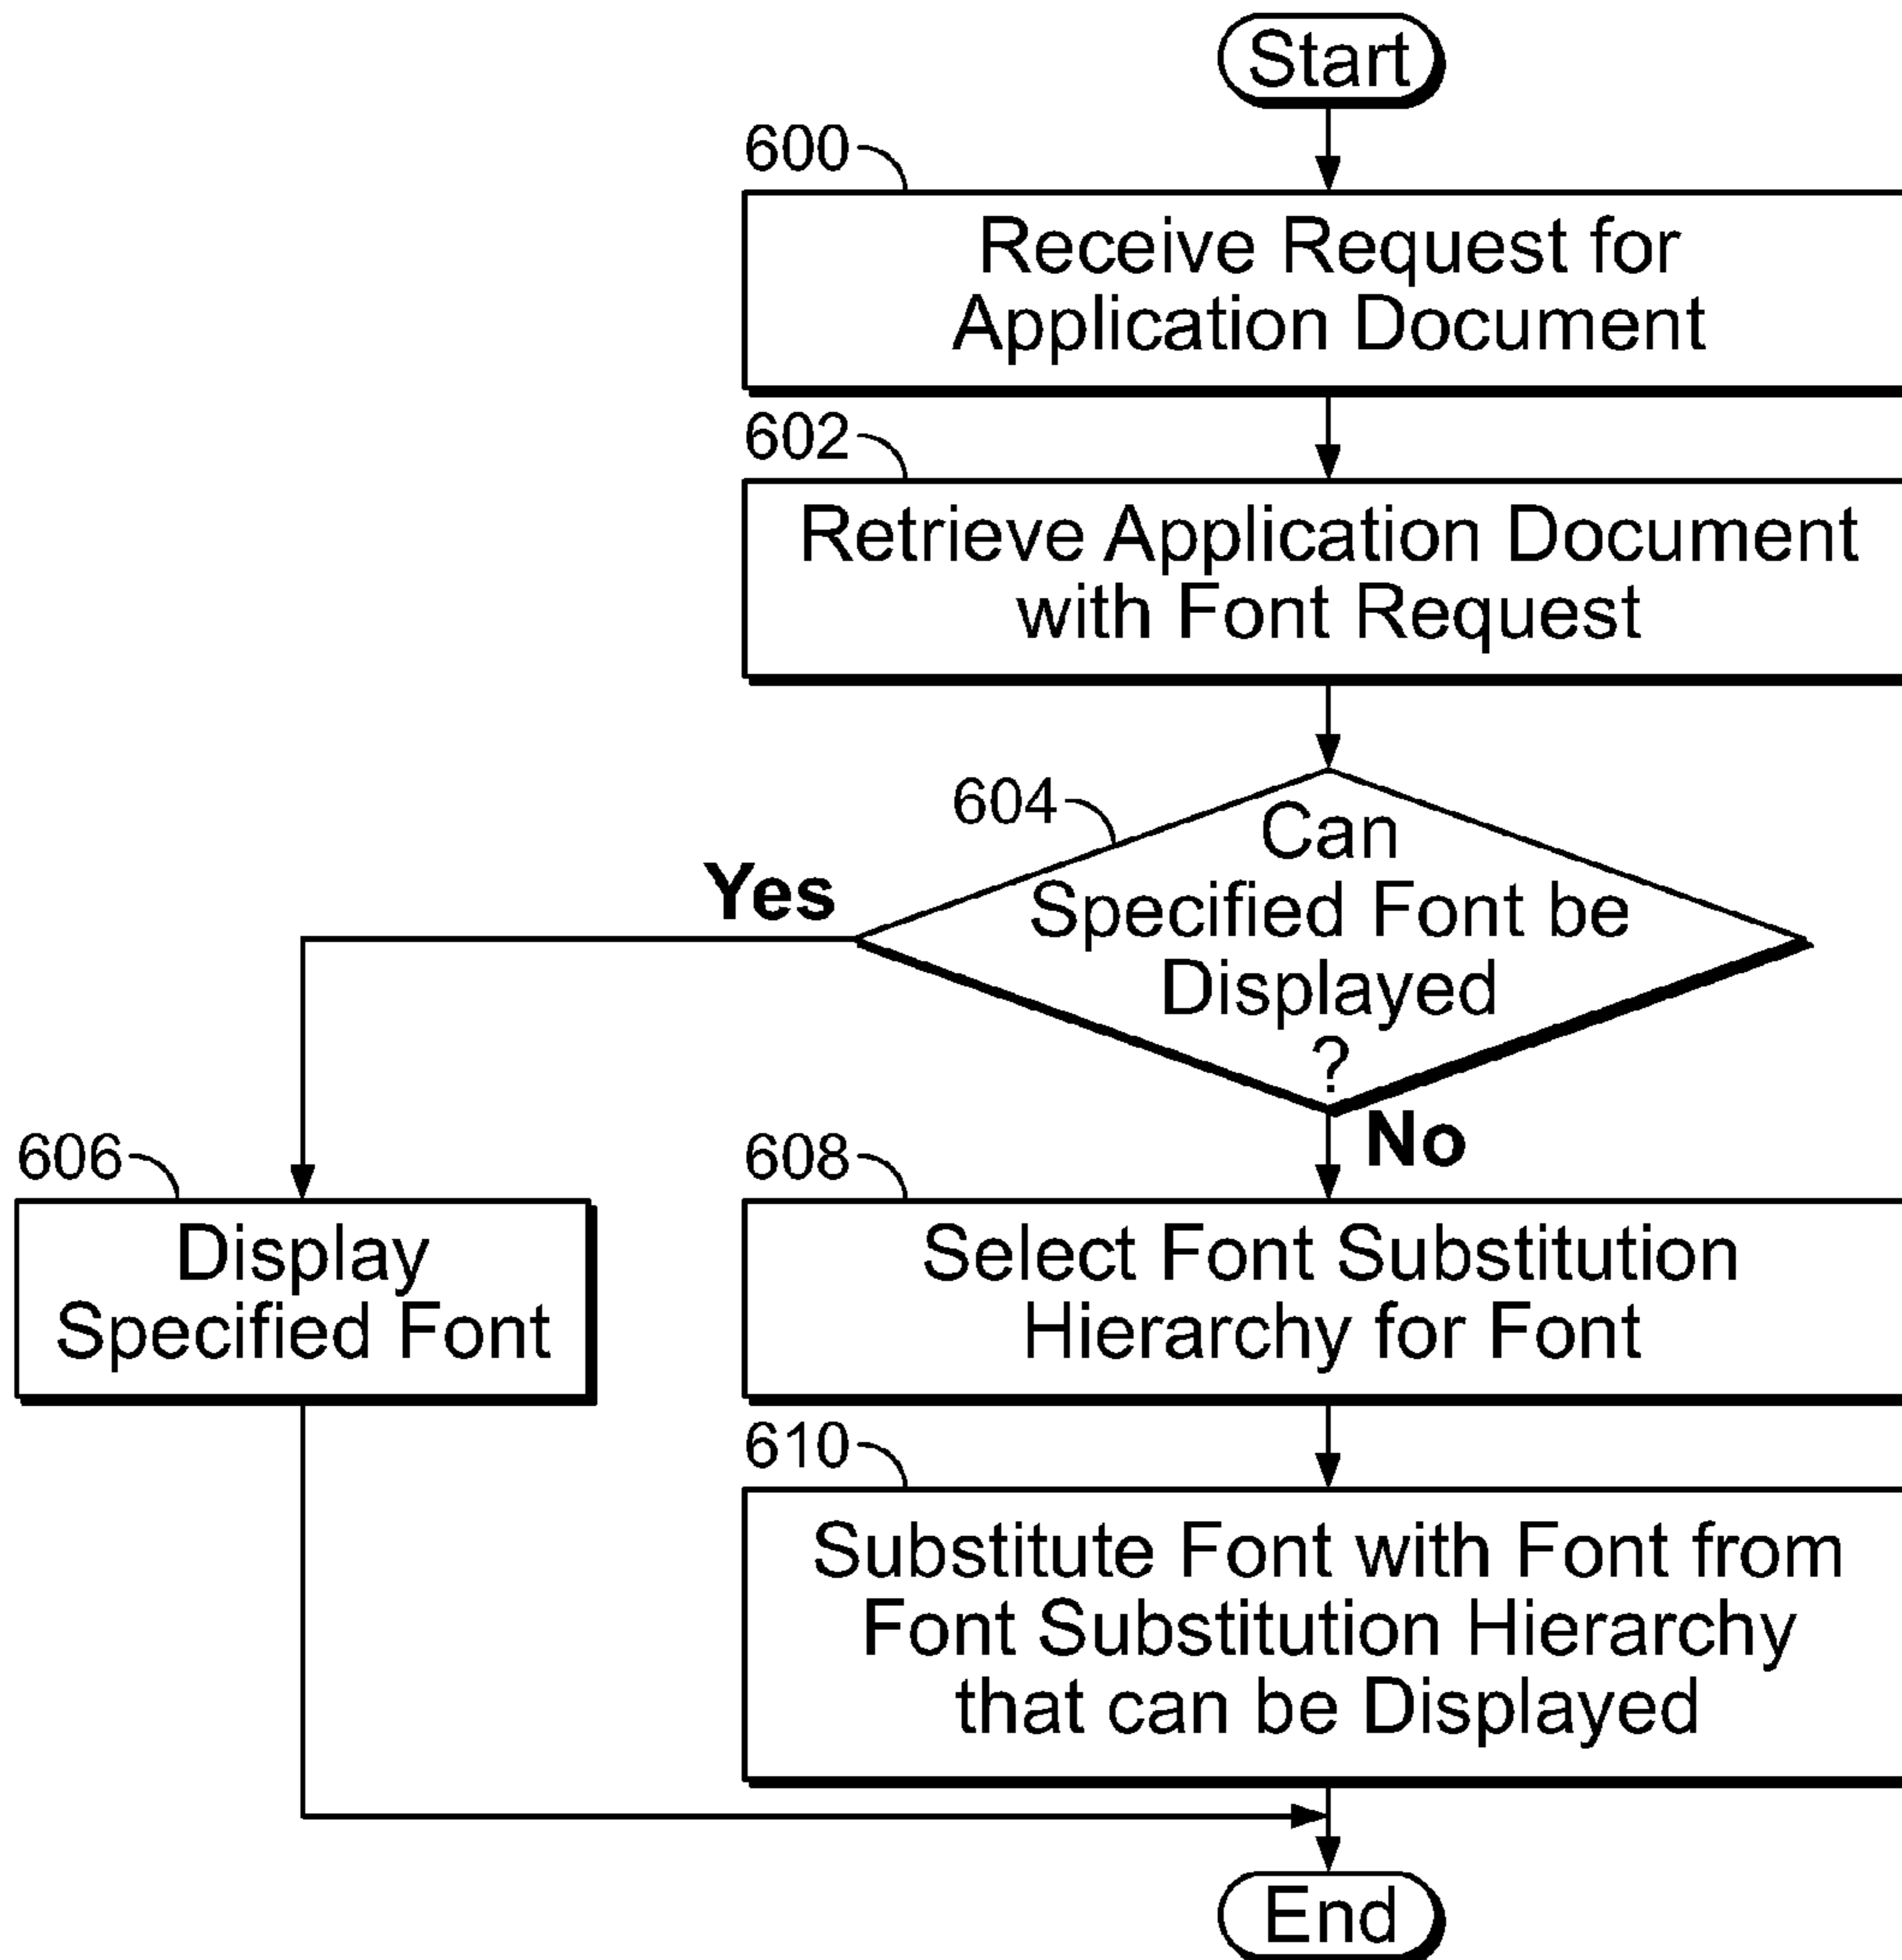 Start
600
Receive Request for
Application Document
602
Retrieve Application Document
with Font Request
604
Can
Specified Font be
Displayed
?
Yes
No
606
Display
Specified Font
608
Select Font Substitution
Hierarchy for Font
610
Substitute Font with Font from
Font Substitution Hierarchy
that can be Displayed
End